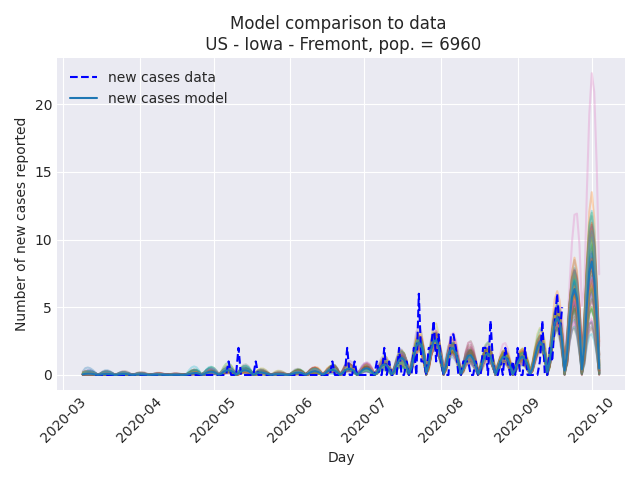 Model comparison to data
US - Iowa - Fremont, pop. = 6960
new cases data
new cases model
Number of new cases reported
20
15
10
5
0
2020-03
2020-04
2020-05
2020-06
2020-07
2020-08
2020-09
2020-10
Day